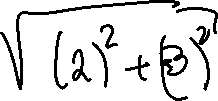 √((2)² + (3)²)